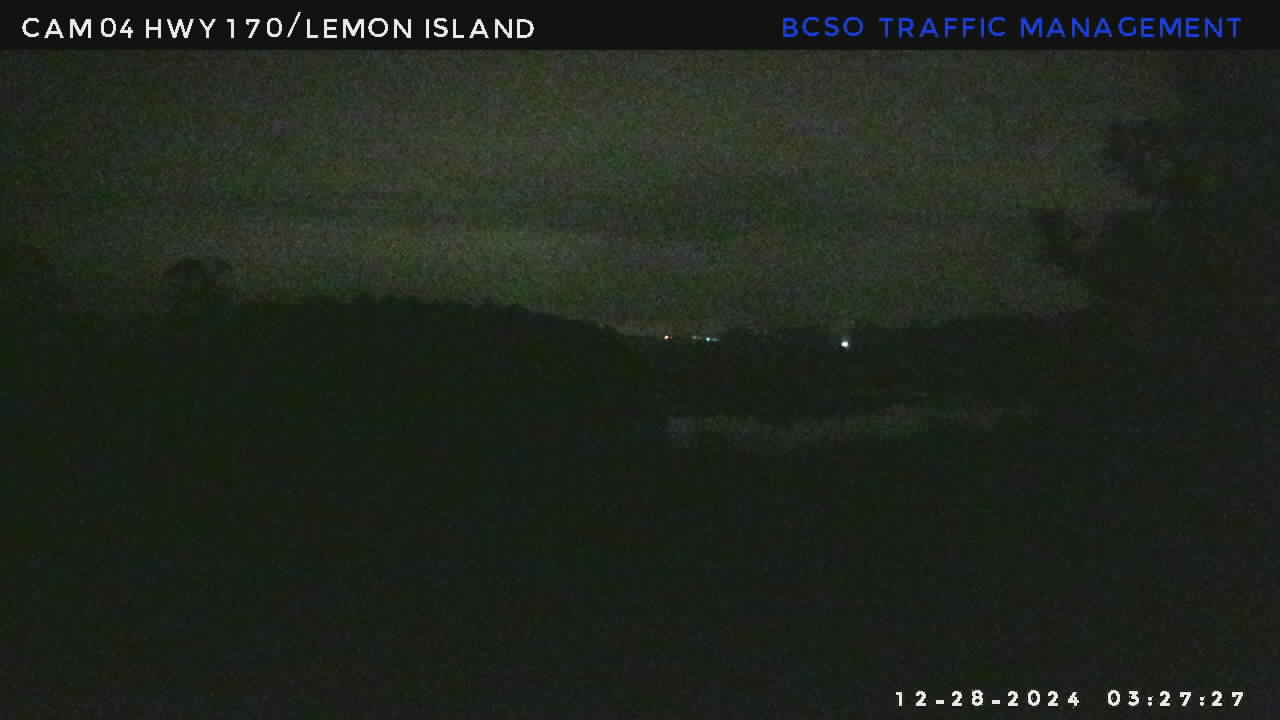 CAM04 HWY 170/LEMON ISLAND
BCSO TRAFFIC MANAGEMENT
12-28-2024 03:27:27